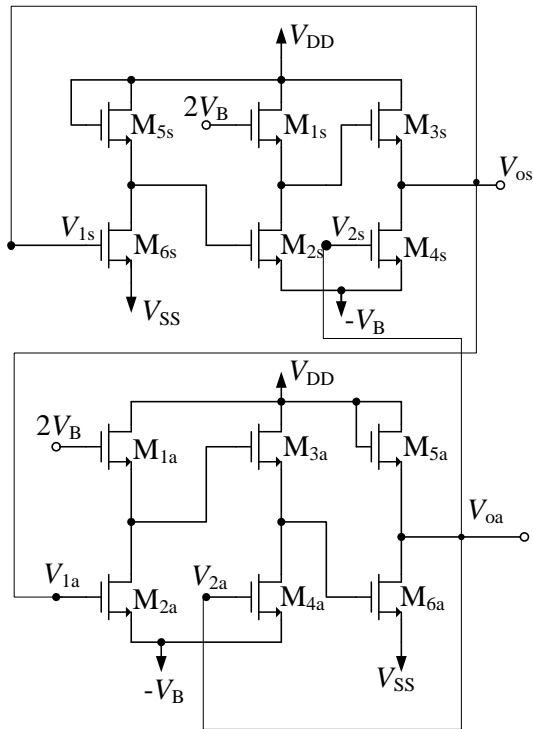 V_DD
2V_B
M_5s
M_1s
M_3s
V_os
V_1s
V_2s
M_6s
M_2s
M_4s
V_SS
-V_B
V_DD
2V_B
M_1a
M_3a
M_5a
V_oa
V_1a
V_2a
M_2a
M_4a
M_6a
-V_B
V_SS